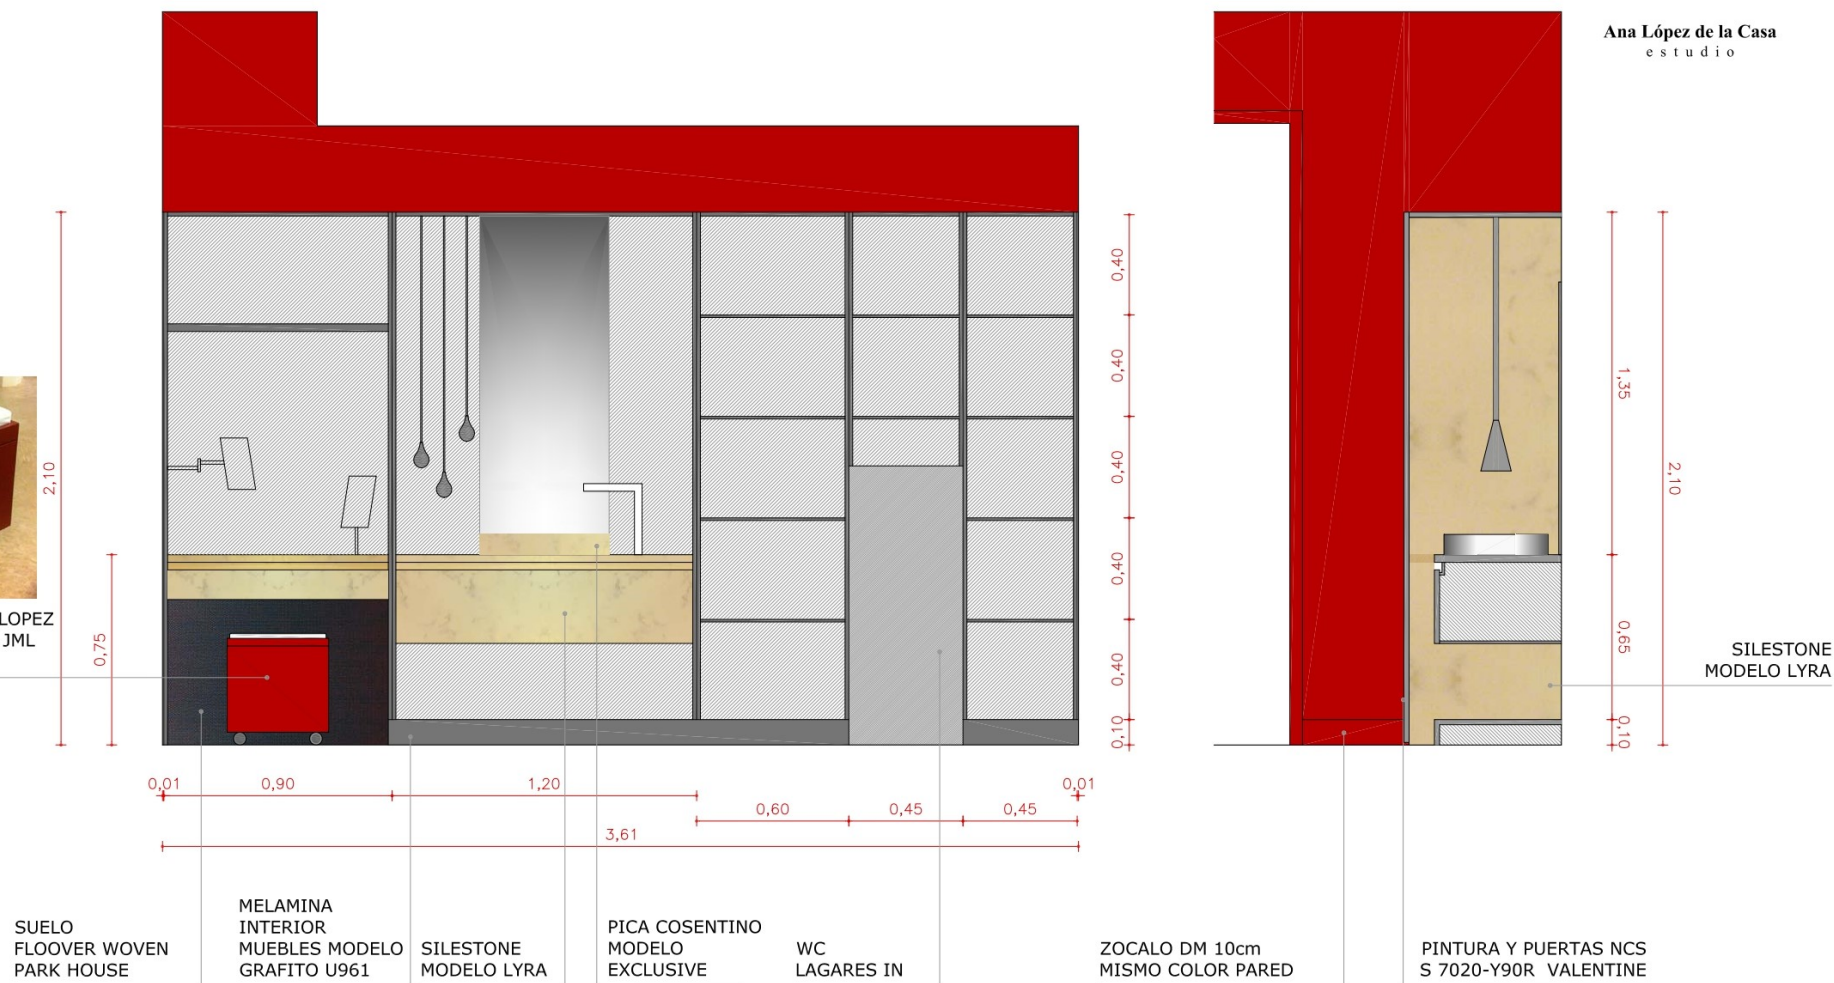 Ana López de la Casa
estudio
0,40
0,40
0,40
0,40
0,40
0,10
2,10
0,75
1,35
0,65
0,10
2,10
LOPEZ
JML
SILESTONE
MODELO LYRA
0,01
0,90
1,20
0,01
0,60
0,45
0,45
3,61
SUELO
FLOOVER WOVEN
PARK HOUSE
MELAMINA
INTERIOR
MUEBLES MODELO
GRAFITO U961
SILESTONE
MODELO LYRA
PICA COSENTINO
MODELO
EXCLUSIVE
WC
LAGARES IN
ZOCALO DM 10cm
MISMO COLOR PARED
PINTURA Y PUERTAS NCS
S 7020-Y90R VALENTINE